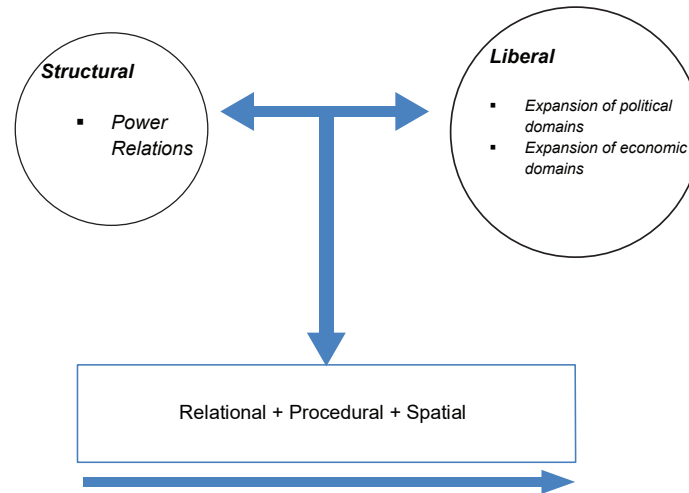 Structural
▪ Power
Relations
Liberal
▪ Expansion of political
domains
▪ Expansion of economic
domains
Relational + Procedural + Spatial